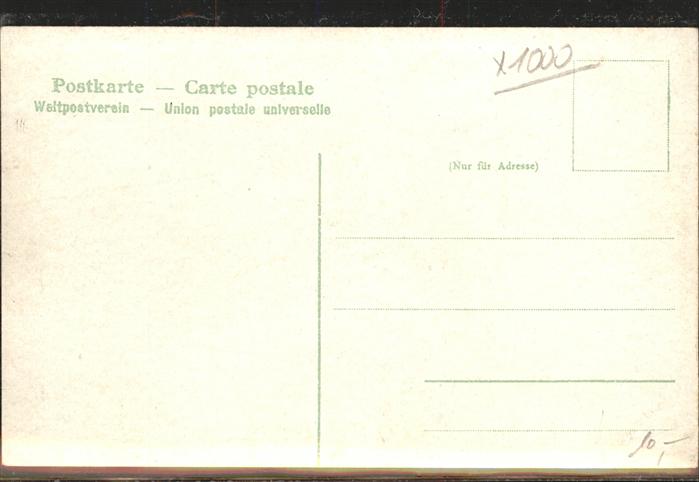 x1000
Postkarte — Carte postale
Weltpostverein — Union postale universelle
(Nur für Adresse)
10,-